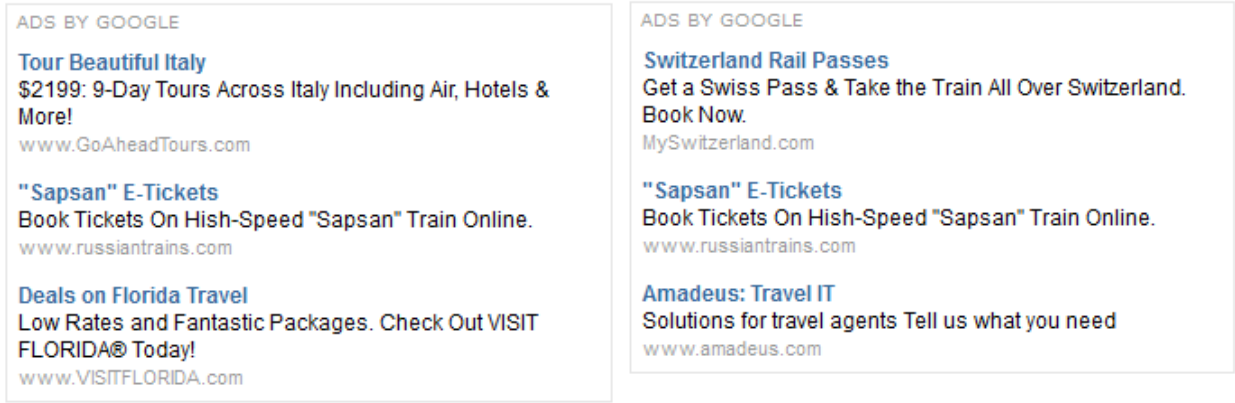 ADS BY GOOGLE
Tour Beautiful Italy
$2199: 9-Day Tours Across Italy Including Air, Hotels &
More!
www.GoAheadTours.com
"Sapsan" E-Tickets
Book Tickets On Hish-Speed "Sapsan" Train Online.
www.russiantrains.com
Deals on Florida Travel
Low Rates and Fantastic Packages. Check Out VISIT
FLORIDA® Today!
www.VISITFLORIDA.com
ADS BY GOOGLE
Switzerland Rail Passes
Get a Swiss Pass & Take the Train All Over Switzerland.
Book Now.
MySwitzerland.com
"Sapsan" E-Tickets
Book Tickets On Hish-Speed "Sapsan" Train Online.
www.russiantrains.com
Amadeus: Travel IT
Solutions for travel agents Tell us what you need
www.amadeus.com